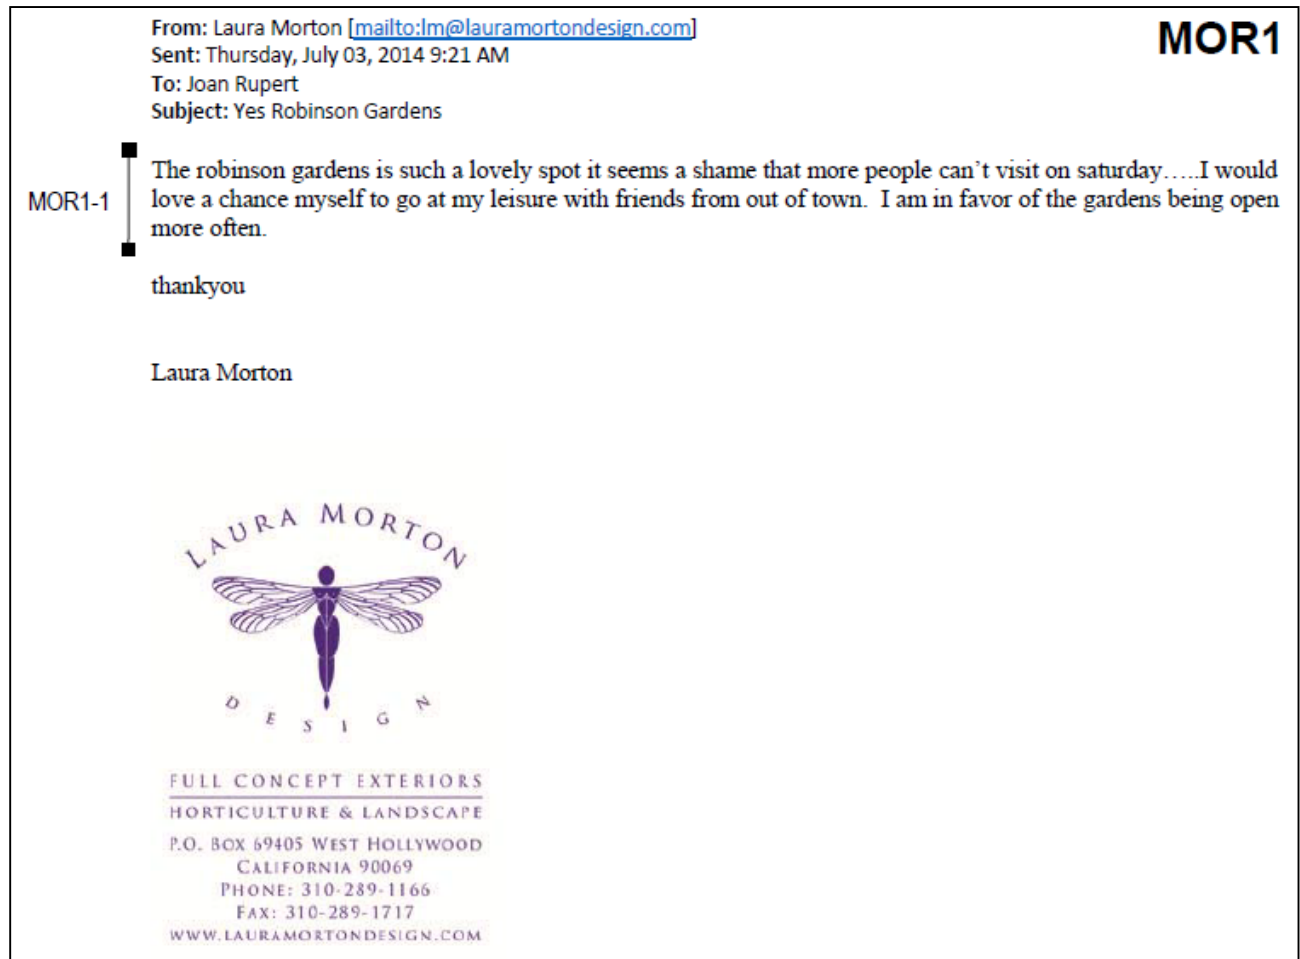 From: Laura Morton [mailto:lm@lauramortondesign.com]
Sent: Thursday, July 03, 2014 9:21 AM
To: Joan Rupert
Subject: Yes Robinson Gardens
MOR1
MOR1-1
The robinson gardens is such a lovely spot it seems a shame that more people can’t visit on saturday…..I would
love a chance myself to go at my leisure with friends from out of town.  I am in favor of the gardens being open
more often.
thankyou
Laura Morton
LAURA MORTON
DESIGN
FULL CONCEPT EXTERIORS
HORTICULTURE & LANDSCAPE
P.O. BOX 69405 WEST HOLLYWOOD
CALIFORNIA 90069
PHONE: 310-289-1166
FAX: 310-289-1717
WWW.LAURAMORTONDESIGN.COM